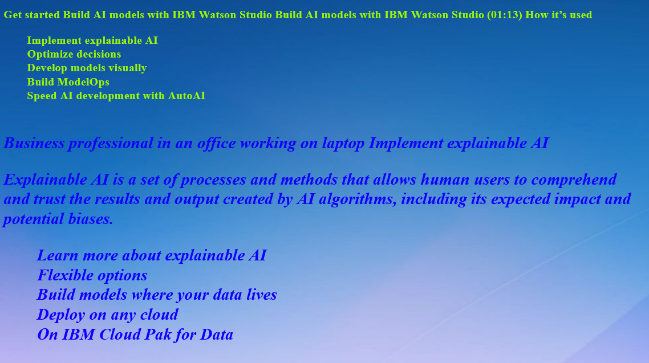 Get started Build AI models with IBM Watson Studio Build AI models with IBM Watson Studio (01:13) How it’s used
Implement explainable AI
Optimize decisions
Develop models visually
Build ModelOps
Speed AI development with AutoAI
Business professional in an office working on laptop Implement explainable AI
Explainable AI is a set of processes and methods that allows human users to comprehend
and trust the results and output created by AI algorithms, including its expected impact and
potential biases.
Learn more about explainable AI
Flexible options
Build models where your data lives
Deploy on any cloud
On IBM Cloud Pak for Data